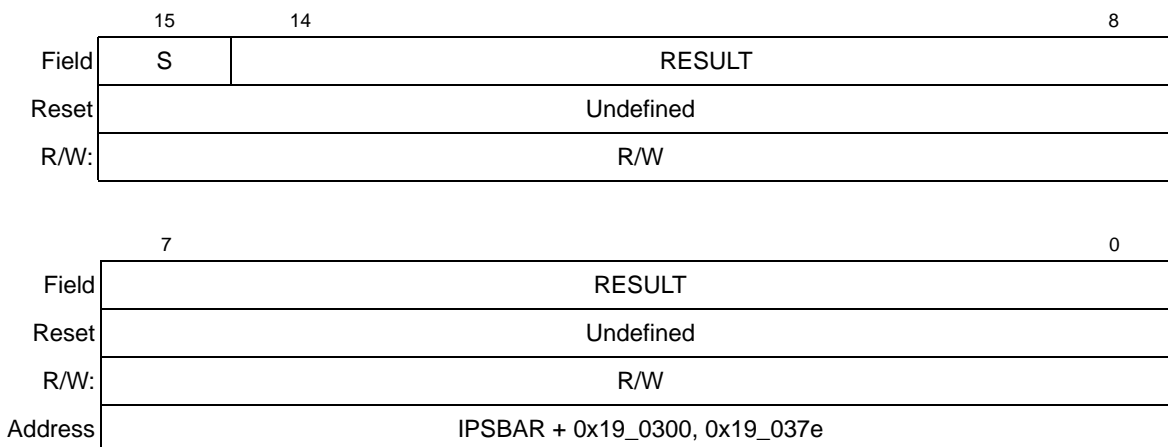 15 14 8
Field S RESULT
Reset Undefined
R/W: R/W
7 0
Field RESULT
Reset Undefined
R/W: R/W
Address IPSBAR + 0x19_0300, 0x19_037e